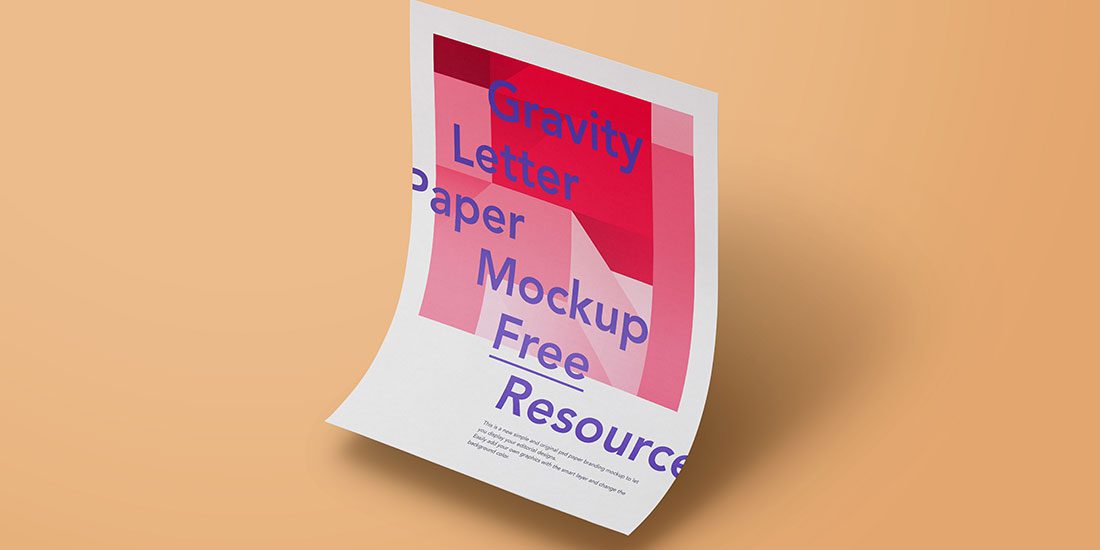 Gravity
Letter
Paper
Mockup
Free
Resource
This is a new simple and original psd paper branding mockup to let
you display your editorial designs.
Easily add your own graphics with the smart layer and change the
background color.